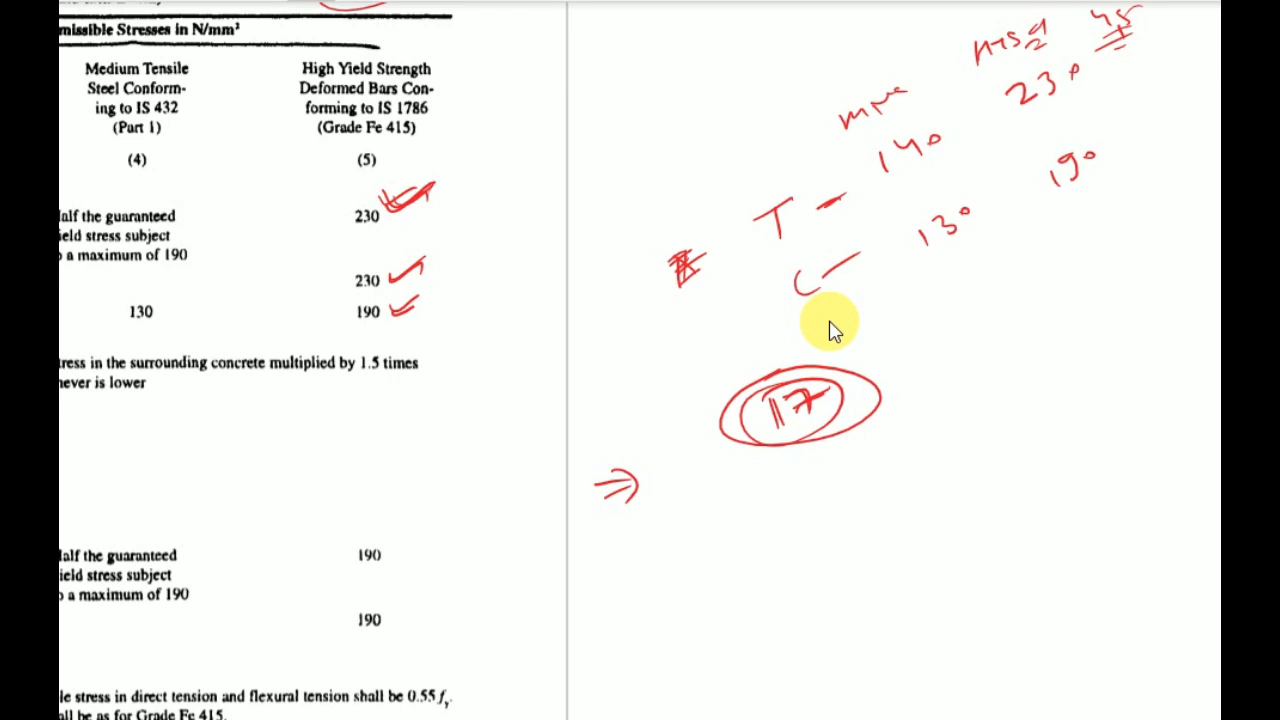 missible Stresses in N/mm²
Medium Tensile
Steel Conform-
ing to IS 432
(Part 1)
(4)
High Yield Strength
Deformed Bars Con-
forming to IS 1786
(Grade Fe 415)
(5)
alf the guaranteed
ield stress subject
o a maximum of 190
230
230
130
190
ress in the surrounding concrete multiplied by 1.5 times
never is lower
alf the guaranteed
ield stress subject
o a maximum of 190
190
190
le stress in direct tension and flexural tension shall be 0.55 fy.
all be as for Grade Fe 415.
T - 140 230
C - 130 190
17